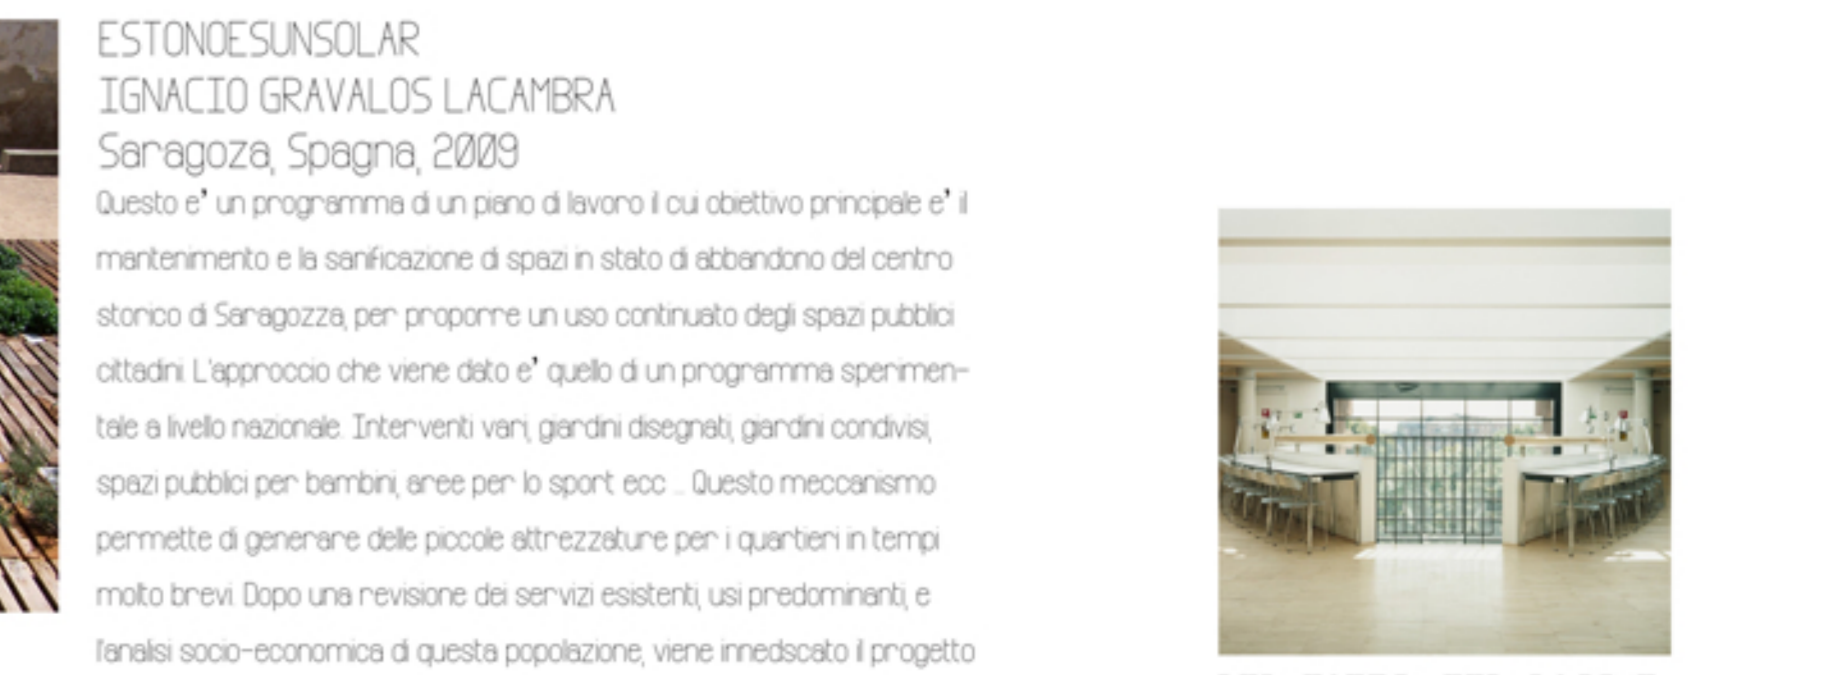 ESTONOESUNSOLAR
IGNACIO GRAVALOS LACAMBRA
Saragoza, Spagna, 2009
Questo e' un programma di un piano di lavoro il cui obiettivo principale e' il
mantenimento e la sanificazione di spazi in stato di abbandono del centro
storico di Saragozza, per proporre un uso continuato degli spazi pubblici
cittadini. L'approccio che viene dato e' quello di un programma sperimen-
tale a livello nazionale. Interventi vari, giardini disegnati, giardini condivisi,
spazi pubblici per bambini, aree per lo sport ecc ... Questo meccanismo
permette di generare delle piccole attrezzature per i quartieri in tempi
molto brevi. Dopo una revisione dei servizi esistenti, usi predominanti, e
l'analisi socio-economica di questa popolazione, viene innedscato il progetto